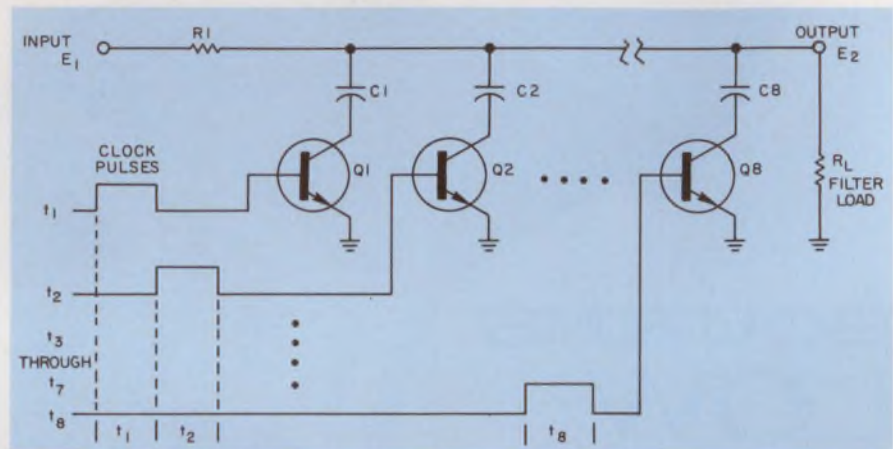 INPUT
E1
R1
OUTPUT
E2
C1
C2
C8
CLOCK
PULSES
Q1
Q2
Q8
RL
FILTER
LOAD
t1
t2
t3
THROUGH
t7
t8
t1
t2
t8